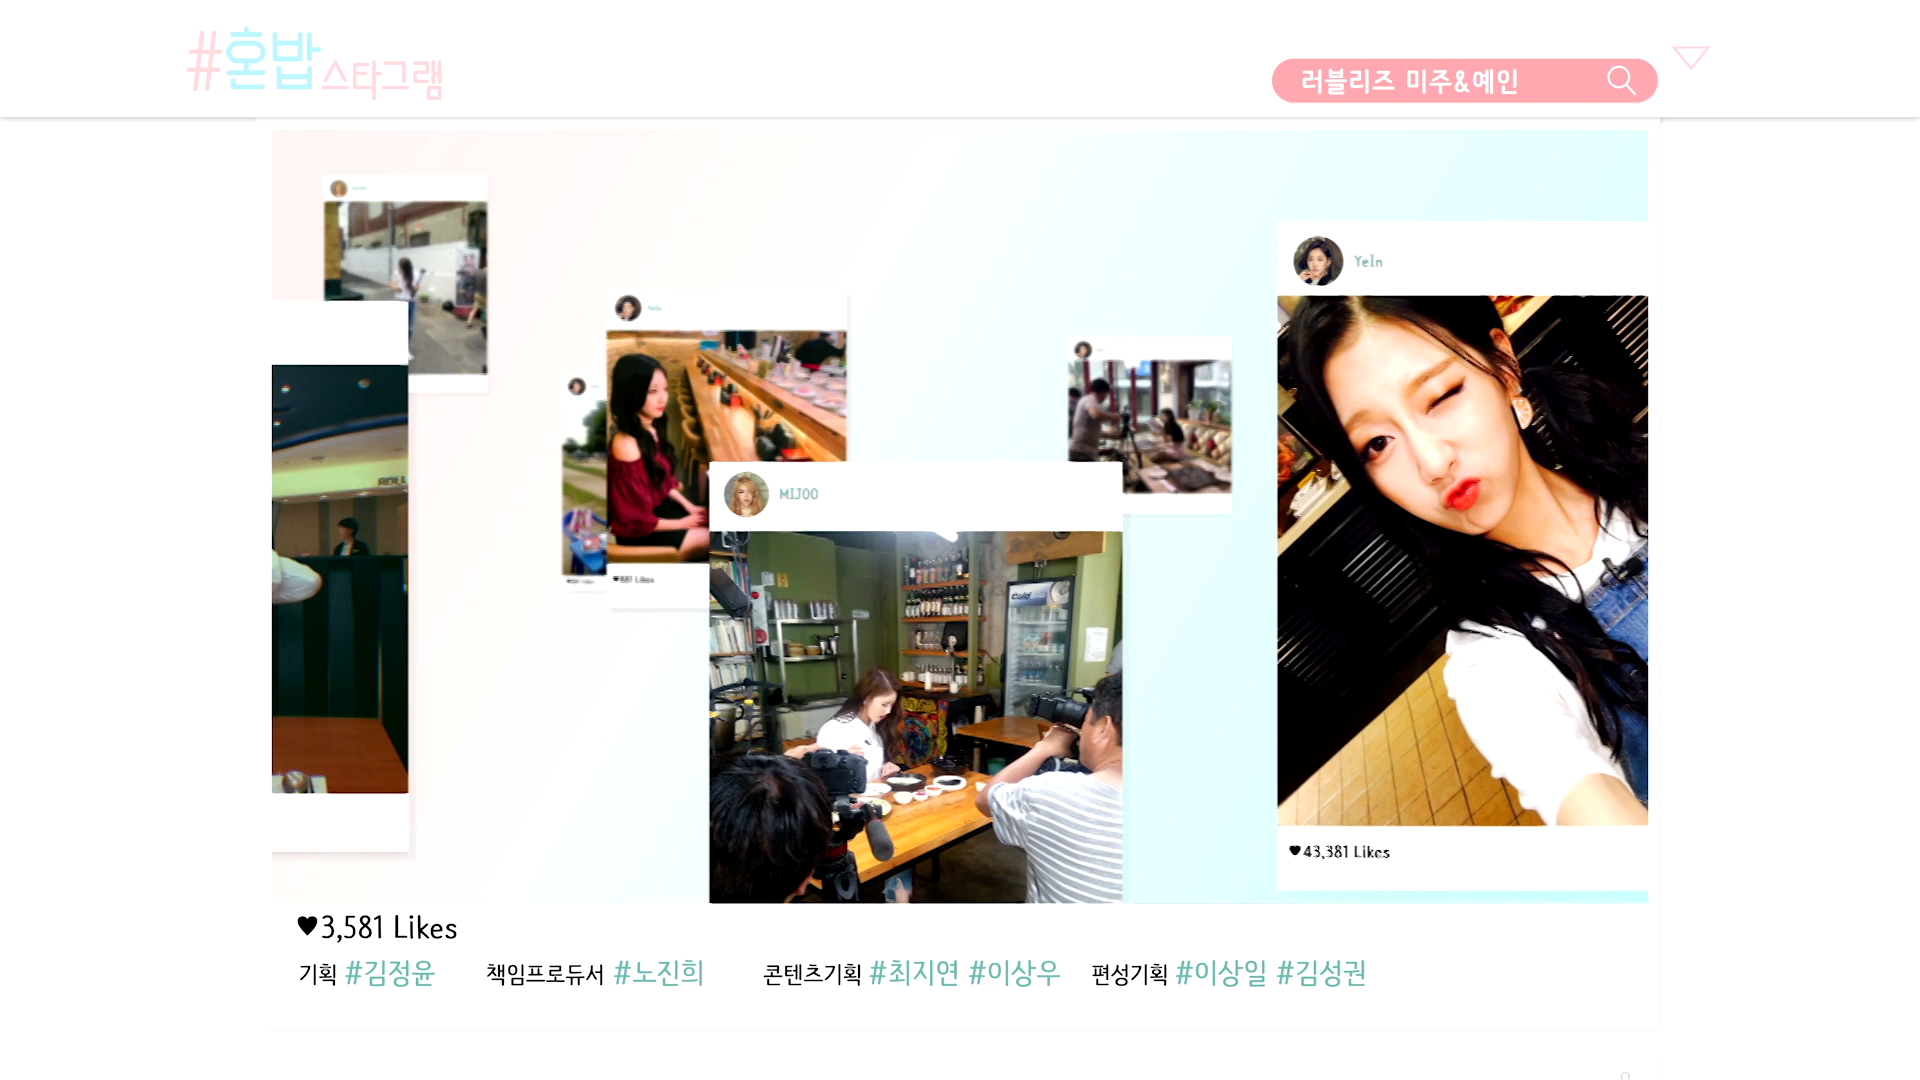 #혼밥스타그램
러블리즈 미주&예인
YeIn
MIJOO
♥881 Likes
♥43,381 Likes
♥3,581 Likes
기획 #김정윤 책임프로듀서 #노진희 콘텐츠기획 #최지연 #이상우 편성기획 #이상일 #김성권